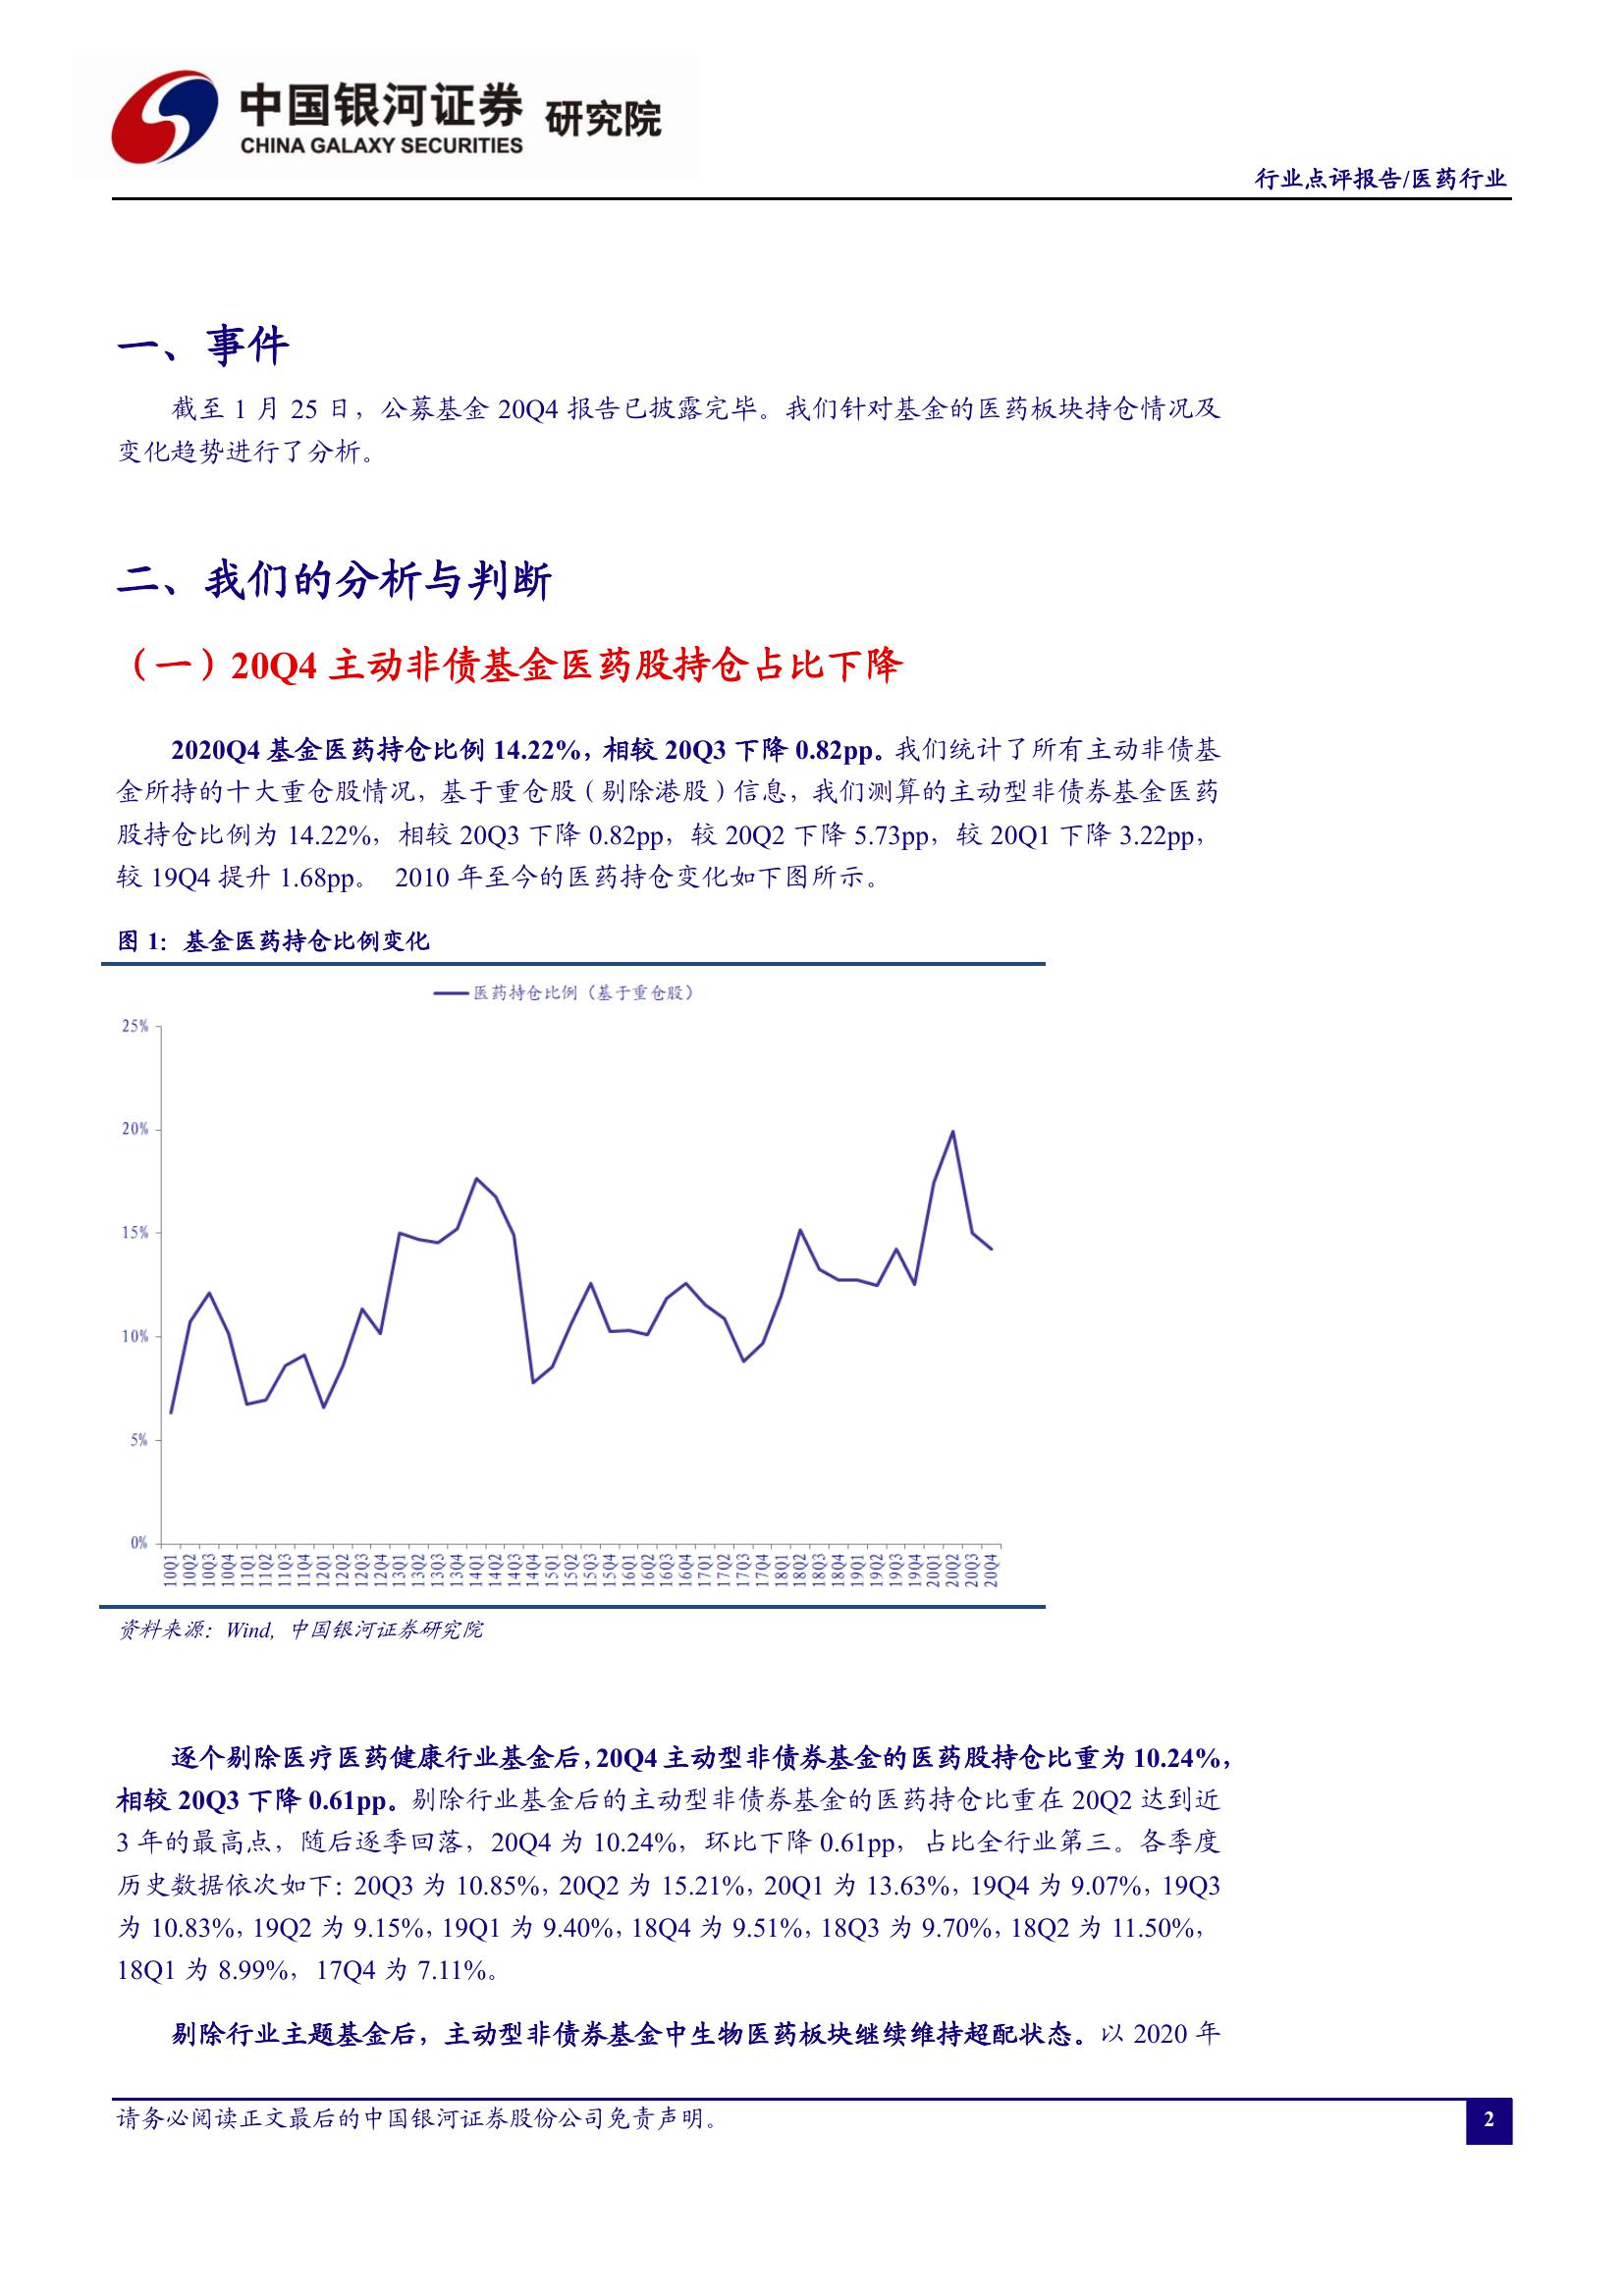 中国银河证券 研究院
CHINA GALAXY SECURITIES
行业点评报告/医药行业
一、事件
截至 1 月 25 日，公募基金 20Q4 报告已披露完毕。我们针对基金的医药板块持仓情况及
变化趋势进行了分析。
二、我们的分析与判断
（一）20Q4 主动非债基金医药股持仓占比下降
2020Q4 基金医药持仓比例 14.22%，相较 20Q3 下降 0.82pp。我们统计了所有主动非债基
金所持的十大重仓股情况，基于重仓股（剔除港股）信息，我们测算的主动型非债券基金医药
股持仓比例为 14.22%，相较 20Q3 下降 0.82pp，较 20Q2 下降 5.73pp，较 20Q1 下降 3.22pp，
较 19Q4 提升 1.68pp。 2010 年至今的医药持仓变化如下图所示。
图 1：基金医药持仓比例变化
医药持仓比例（基于重仓股）
25%
20%
15%
10%
5%
0%
10Q1 10Q2 10Q3 10Q4 11Q1 11Q2 11Q3 11Q4 12Q1 12Q2 12Q3 12Q4 13Q1 13Q2 13Q3 13Q4 14Q1 14Q2 14Q3 14Q4 15Q1 15Q2 15Q3 15Q4 16Q1 16Q2 16Q3 16Q4 17Q1 17Q2 17Q3 17Q4 18Q1 18Q2 18Q3 18Q4 19Q1 19Q2 19Q3 19Q4 20Q1 20Q2 20Q3 20Q4
资料来源：Wind, 中国银河证券研究院
逐个剔除医疗医药健康行业基金后，20Q4 主动型非债券基金的医药股持仓比重为 10.24%，
相较 20Q3 下降 0.61pp。剔除行业基金后的主动型非债券基金的医药持仓比重在 20Q2 达到近
3 年的最高点，随后逐季回落，20Q4 为 10.24%，环比下降 0.61pp，占比全行业第三。各季度
历史数据依次如下：20Q3 为 10.85%，20Q2 为 15.21%，20Q1 为 13.63%，19Q4 为 9.07%，19Q3
为 10.83%，19Q2 为 9.15%，19Q1 为 9.40%，18Q4 为 9.51%，18Q3 为 9.70%，18Q2 为 11.50%，
18Q1 为 8.99%，17Q4 为 7.11%。
剔除行业主题基金后，主动型非债券基金中生物医药板块继续维持超配状态。以 2020 年
请务必阅读正文最后的中国银河证券股份公司免责声明。
2